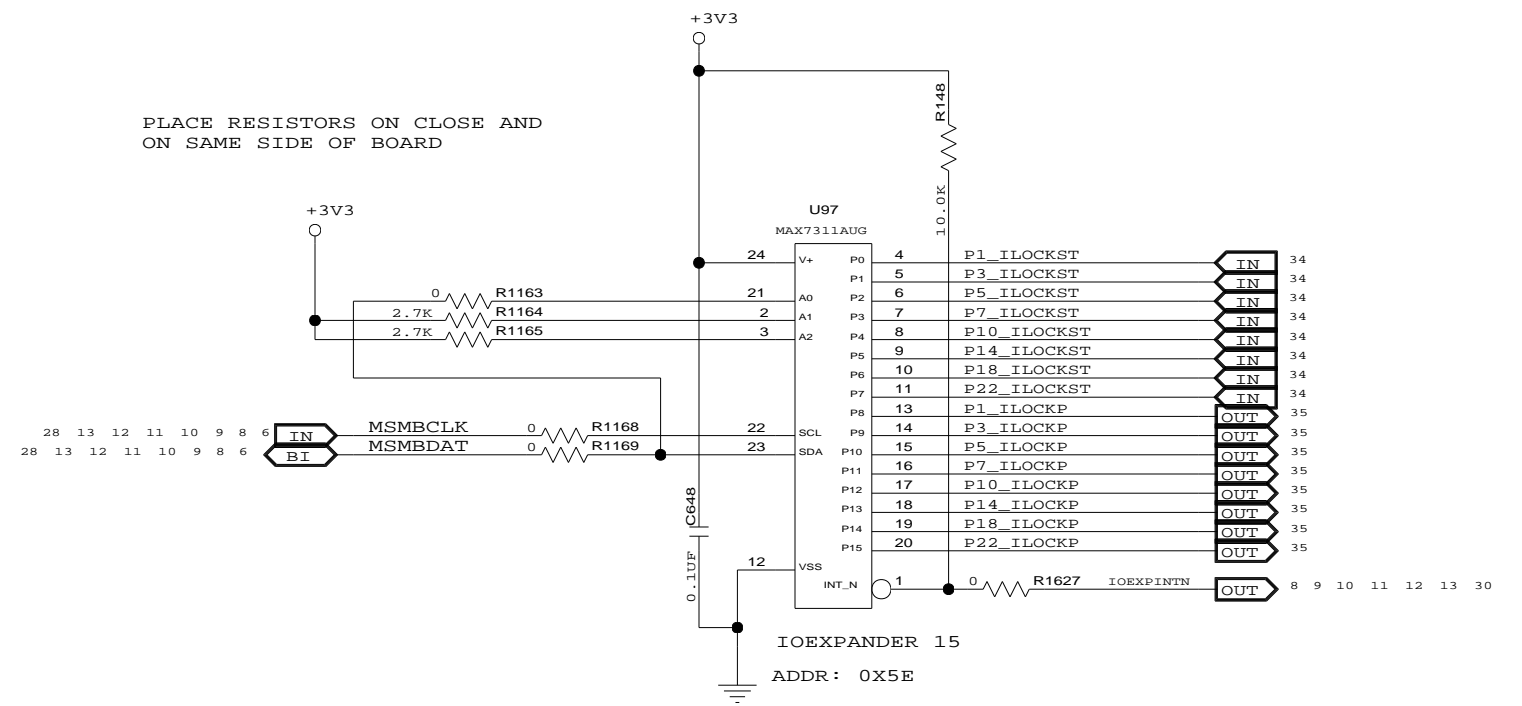 +3V3
R148
10.0K
PLACE RESISTORS ON CLOSE AND
ON SAME SIDE OF BOARD
+3V3
U97
MAX7311AUG
24 V+ P0 4 P1_ILOCKST IN 34
P1 5 P3_ILOCKST IN 34
0 R1163 21 A0 P2 6 P5_ILOCKST IN 34
2.7K R1164 2 A1 P3 7 P7_ILOCKST IN 34
2.7K R1165 3 A2 P4 8 P10_ILOCKST IN 34
P5 9 P14_ILOCKST IN 34
P6 10 P18_ILOCKST IN 34
P7 11 P22_ILOCKST IN 34
P8 13 P1_ILOCKP OUT 35
28 13 12 11 10 9 8 6 IN MSMBCLK 0 R1168 22 SCL P9 14 P3_ILOCKP OUT 35
28 13 12 11 10 9 8 6 BI MSMBDAT 0 R1169 23 SDA P10 15 P5_ILOCKP OUT 35
P11 16 P7_ILOCKP OUT 35
P12 17 P10_ILOCKP OUT 35
C648 P13 18 P14_ILOCKP OUT 35
P14 19 P18_ILOCKP OUT 35
P15 20 P22_ILOCKP OUT 35
0.1UF 12 VSS
INT_N 1 0 R1627 IOEXPINTN OUT 8 9 10 11 12 13 30
IOEXPANDER 15
ADDR: 0X5E